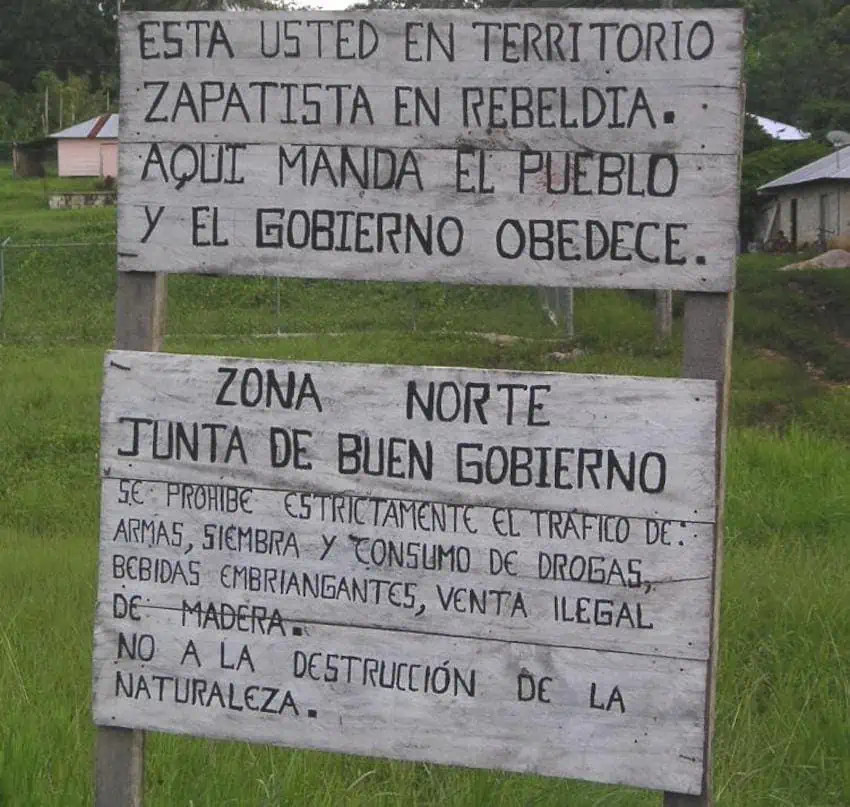 ESTA USTED EN TERRITORIO
ZAPATISTA EN REBELDIA.
AQUI MANDA EL PUEBLO
Y EL GOBIERNO OBEDECE.
ZONA NORTE
JUNTA DE BUEN GOBIERNO
SE PROHIBE ESTRICTAMENTE EL TRAFICO DE:
ARMAS, SIEMBRA Y CONSUMO DE DROGAS,
BEBIDAS EMBRIANGANTES, VENTA ILEGAL
DE MADERA.
NO A LA DESTRUCCIÓN DE LA
NATURALEZA.